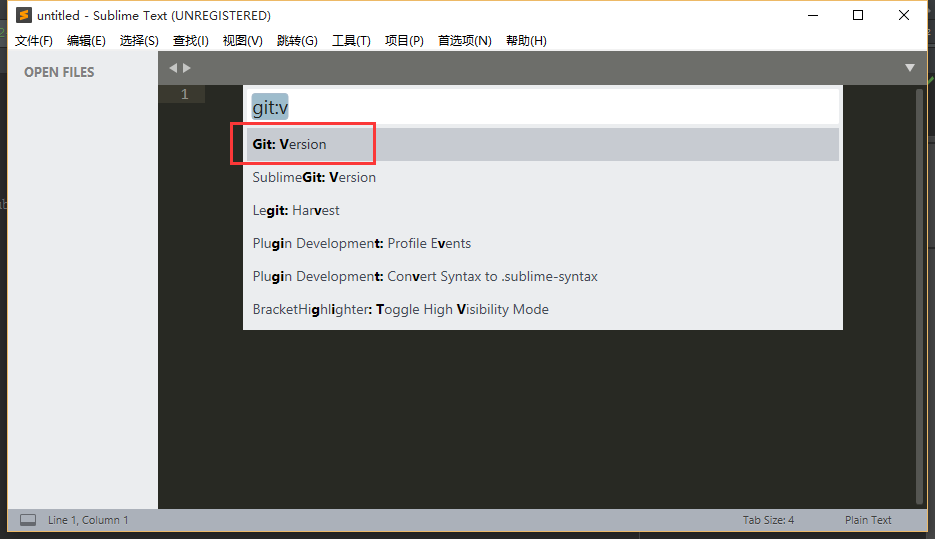 untitled - Sublime Text (UNREGISTERED)
文件(F) 编辑(E) 选择(S) 查找(I) 视图(V) 跳转(G) 工具(T) 项目(P) 首选项(N) 帮助(H)
OPEN FILES
1
git:v
Git: Version
SublimeGit: Version
Legit: Harvest
Plugin Development: Profile Events
Plugin Development: Convert Syntax to .sublime-syntax
BracketHighlighter: Toggle High Visibility Mode
Line 1, Column 1 Tab Size: 4 Plain Text